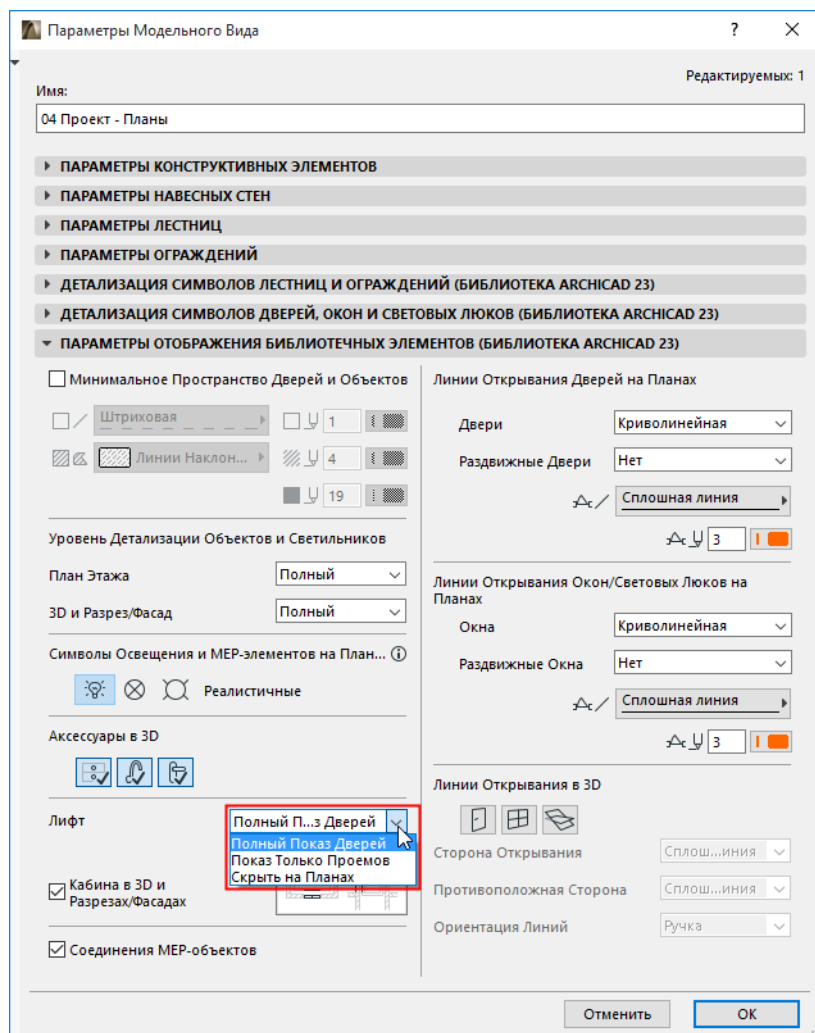 Параметры Модельного Вида
?
Редактируемых: 1
Имя:
04 Проект - Планы
ПАРАМЕТРЫ КОНСТРУКТИВНЫХ ЭЛЕМЕНТОВ
ПАРАМЕТРЫ НАВЕСНЫХ СТЕН
ПАРАМЕТРЫ ЛЕСТНИЦ
ПАРАМЕТРЫ ОГРАЖДЕНИЙ
ДЕТАЛИЗАЦИЯ СИМВОЛОВ ЛЕСТНИЦ И ОГРАЖДЕНИЙ (БИБЛИОТЕКА ARCHICAD 23)
ДЕТАЛИЗАЦИЯ СИМВОЛОВ ДВЕРЕЙ, ОКОН И СВЕТОВЫХ ЛЮКОВ (БИБЛИОТЕКА ARCHICAD 23)
ПАРАМЕТРЫ ОТОБРАЖЕНИЯ БИБЛИОТЕЧНЫХ ЭЛЕМЕНТОВ (БИБЛИОТЕКА ARCHICAD 23)
Минимальное Пространство Дверей и Объектов
Штриховая
1
Линии Наклон...
4
19
Уровень Детализации Объектов и Светильников
План Этажа
Полный
3D и Разрез/Фасад
Полный
Символы Освещения и МЕР-элементов на План...
Реалистичные
Аксессуары в 3D
Лифт
Полный П...з Дверей
Полный Показ Дверей
Показ Только Проемов
Скрыть на Планах
Кабина в 3D и
Разрезах/Фасадах
Соединения МЕР-объектов
Линии Открывания Дверей на Планах
Двери
Криволинейная
Раздвижные Двери
Нет
Сплошная линия
3
Линии Открывания Окон/Световых Люков на
Планах
Окна
Криволинейная
Раздвижные Окна
Нет
Сплошная линия
3
Линии Открывания в 3D
Сторона Открывания
Сплош...иния
Противоположная Сторона
Сплош...иния
Ориентация Линий
Ручка
Отменить
OK